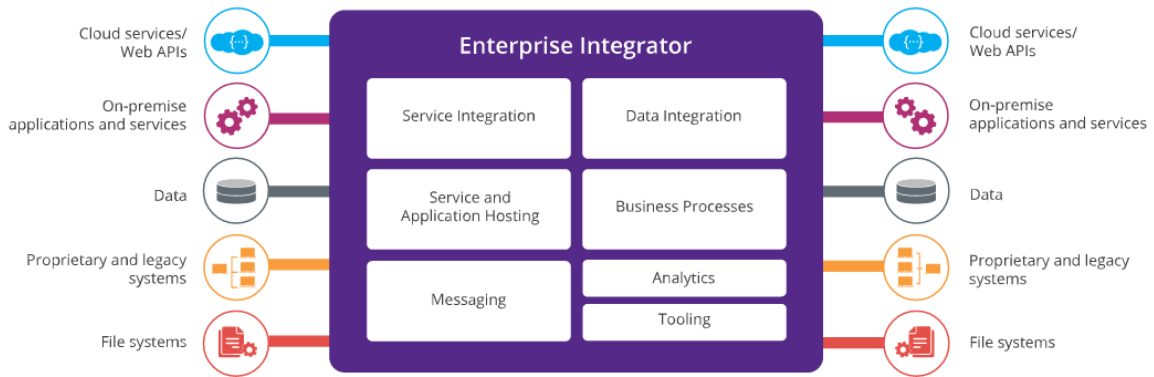 Cloud services/
Web APIs
On-premise
applications and services
Data
Proprietary and legacy
systems
File systems
Enterprise Integrator
Service Integration
Data Integration
Service and
Application Hosting
Business Processes
Messaging
Analytics
Tooling
Cloud services/
Web APIs
On-premise
applications and services
Data
Proprietary and legacy
systems
File systems